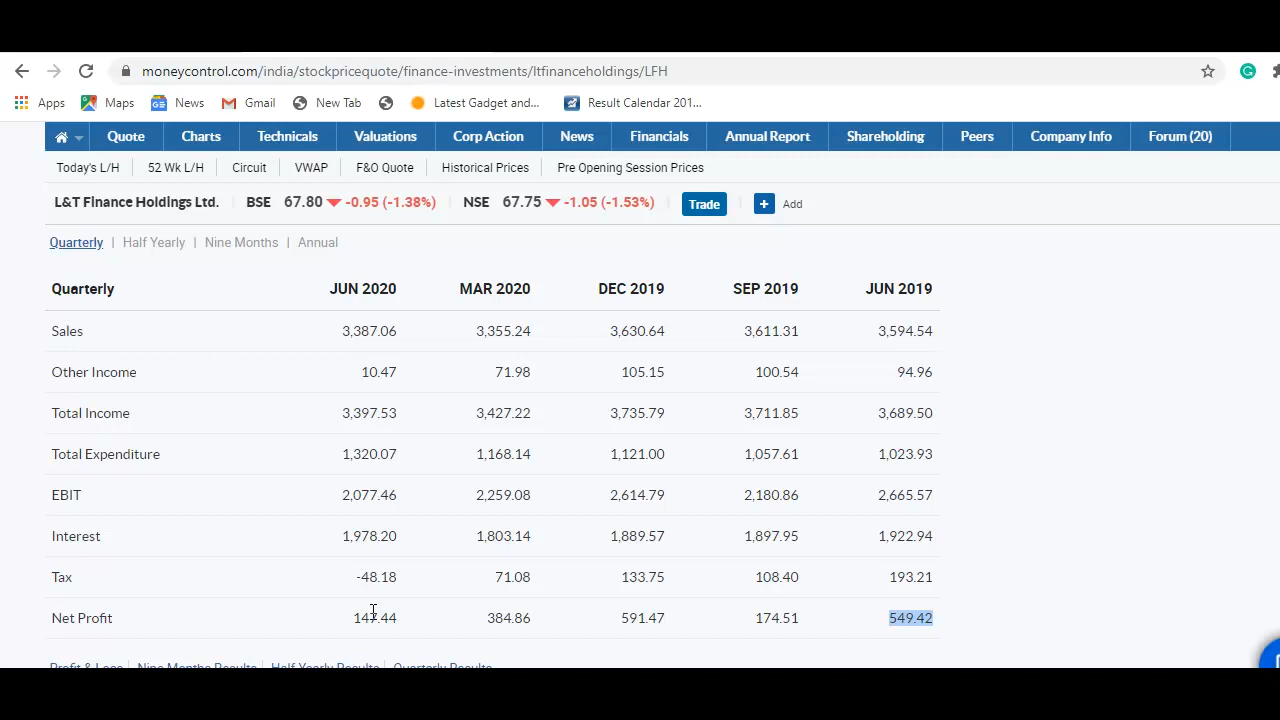 moneycontrol.com/india/stockpricequote/finance-investments/ltfinanceholdings/LFH
Apps Maps News Gmail New Tab Latest Gadget and... Result Calendar 201...
Quote Charts Technicals Valuations Corp Action News Financials Annual Report Shareholding Peers Company Info Forum (20)
Today's L/H 52 Wk L/H Circuit VWAP F&O Quote Historical Prices Pre Opening Session Prices
L&T Finance Holdings Ltd. BSE 67.80 -0.95 (-1.38%) NSE 67.75 -1.05 (-1.53%) Trade + Add
Quarterly | Half Yearly | Nine Months | Annual
Quarterly JUN 2020 MAR 2020 DEC 2019 SEP 2019 JUN 2019
Sales 3,387.06 3,355.24 3,630.64 3,611.31 3,594.54
Other Income 10.47 71.98 105.15 100.54 94.96
Total Income 3,397.53 3,427.22 3,735.79 3,711.85 3,689.50
Total Expenditure 1,320.07 1,168.14 1,121.00 1,057.61 1,023.93
EBIT 2,077.46 2,259.08 2,614.79 2,180.86 2,665.57
Interest 1,978.20 1,803.14 1,889.57 1,897.95 1,922.94
Tax -48.18 71.08 133.75 108.40 193.21
Net Profit 384.86 591.47 174.51 549.42
Profit & Loss | Nine Months Results | Half Yearly Results | Quarterly Results